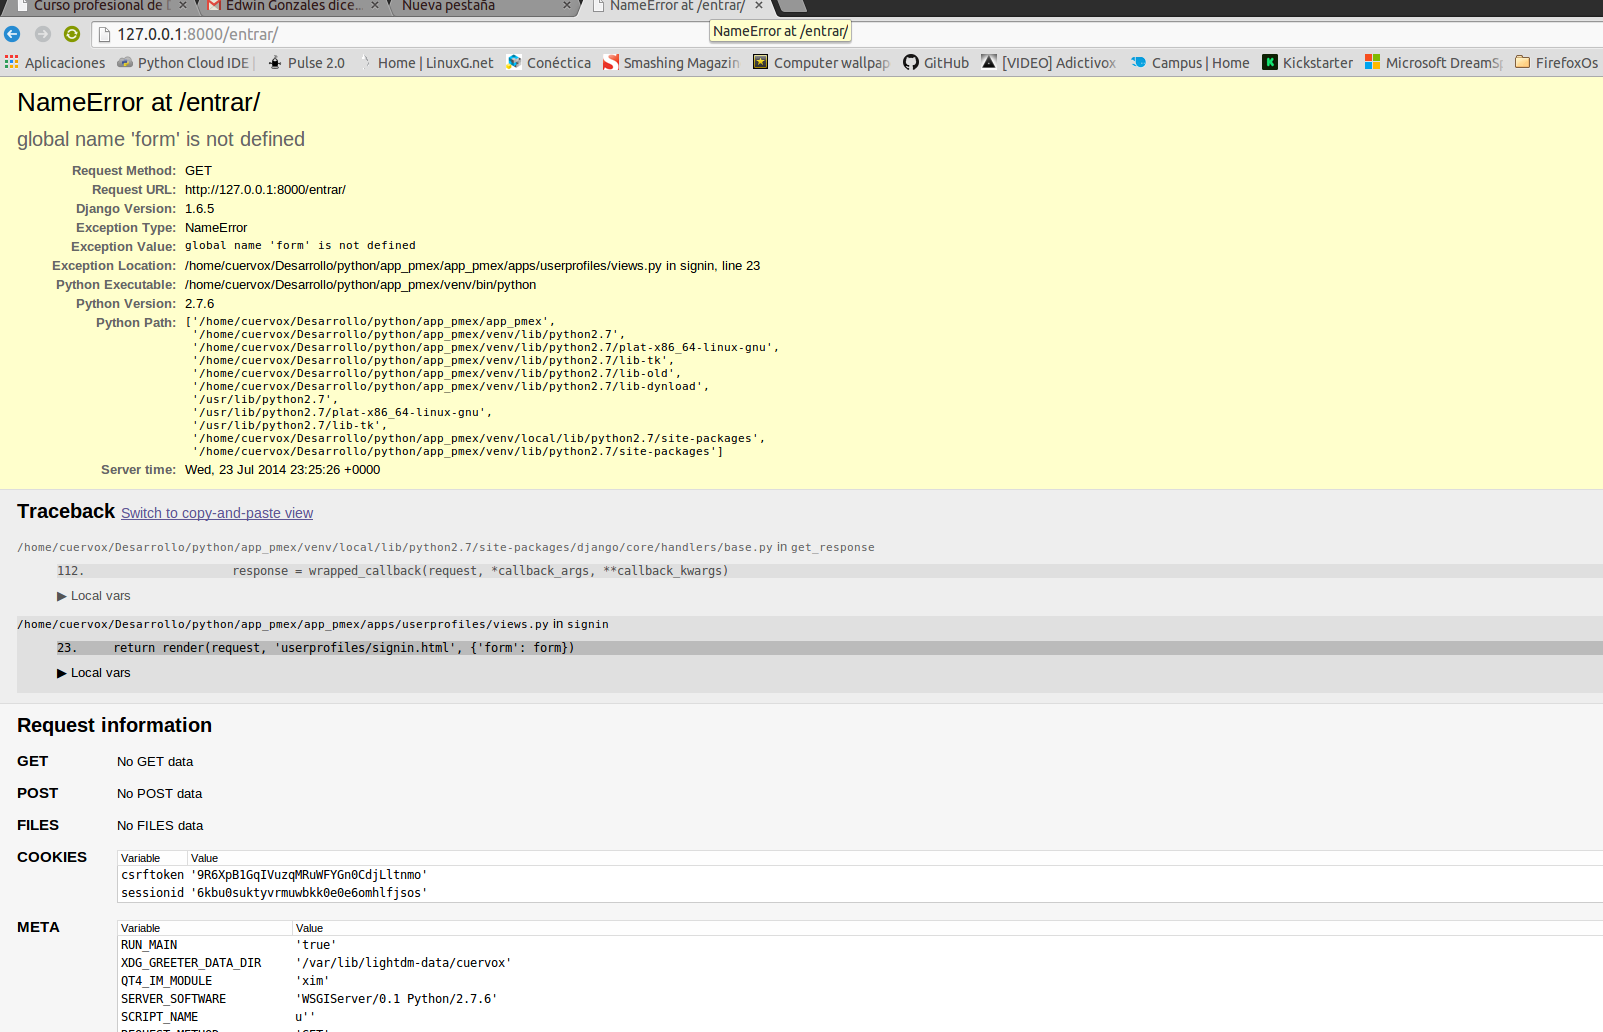 Curso profesional de D
Edwin Gonzales dice...
Nueva pestaña
NameError at /entrar/
127.0.0.1:8000/entrar/
NameError at /entrar/
Aplicaciones
Python Cloud IDE |
Pulse 2.0
Home | LinuxG.net
Conéctica
Smashing Magazin
Computer wallpap
GitHub
[VIDEO] Adictivox
Campus | Home
Kickstarter
Microsoft DreamSp
FirefoxOs
NameError at /entrar/
global name 'form' is not defined
Request Method: GET
Request URL: http://127.0.0.1:8000/entrar/
Django Version: 1.6.5
Exception Type: NameError
Exception Value: global name 'form' is not defined
Exception Location: /home/cuervox/Desarrollo/python/app_pmex/app_pmex/apps/userprofiles/views.py in signin, line 23
Python Executable: /home/cuervox/Desarrollo/python/app_pmex/venv/bin/python
Python Version: 2.7.6
Python Path: ['/home/cuervox/Desarrollo/python/app_pmex/app_pmex',
'/home/cuervox/Desarrollo/python/app_pmex/venv/lib/python2.7',
'/home/cuervox/Desarrollo/python/app_pmex/venv/lib/python2.7/plat-x86_64-linux-gnu',
'/home/cuervox/Desarrollo/python/app_pmex/venv/lib/python2.7/lib-tk',
'/home/cuervox/Desarrollo/python/app_pmex/venv/lib/python2.7/lib-old',
'/home/cuervox/Desarrollo/python/app_pmex/venv/lib/python2.7/lib-dynload',
'/usr/lib/python2.7',
'/usr/lib/python2.7/plat-x86_64-linux-gnu',
'/usr/lib/python2.7/lib-tk',
'/home/cuervox/Desarrollo/python/app_pmex/venv/local/lib/python2.7/site-packages',
'/home/cuervox/Desarrollo/python/app_pmex/venv/lib/python2.7/site-packages']
Server time: Wed, 23 Jul 2014 23:25:26 +0000
Traceback Switch to copy-and-paste view
/home/cuervox/Desarrollo/python/app_pmex/venv/local/lib/python2.7/site-packages/django/core/handlers/base.py in get_response
112. response = wrapped_callback(request, *callback_args, **callback_kwargs)
▶ Local vars
/home/cuervox/Desarrollo/python/app_pmex/app_pmex/apps/userprofiles/views.py in signin
23. return render(request, 'userprofiles/signin.html', {'form': form})
▶ Local vars
Request information
GET No GET data
POST No POST data
FILES No FILES data
COOKIES Variable Value
csrftoken '9R6XpB1GqIVuzqMRuWFYGn0CdjLltnmo'
sessionid '6kbu0suktyvrmuwbkk0e0e6omhlfjsos'
META Variable Value
RUN_MAIN 'true'
XDG_GREETER_DATA_DIR '/var/lib/lightdm-data/cuervox'
QT4_IM_MODULE 'xim'
SERVER_SOFTWARE 'WSGIServer/0.1 Python/2.7.6'
SCRIPT_NAME u''
REQUEST_METHOD 'GET'